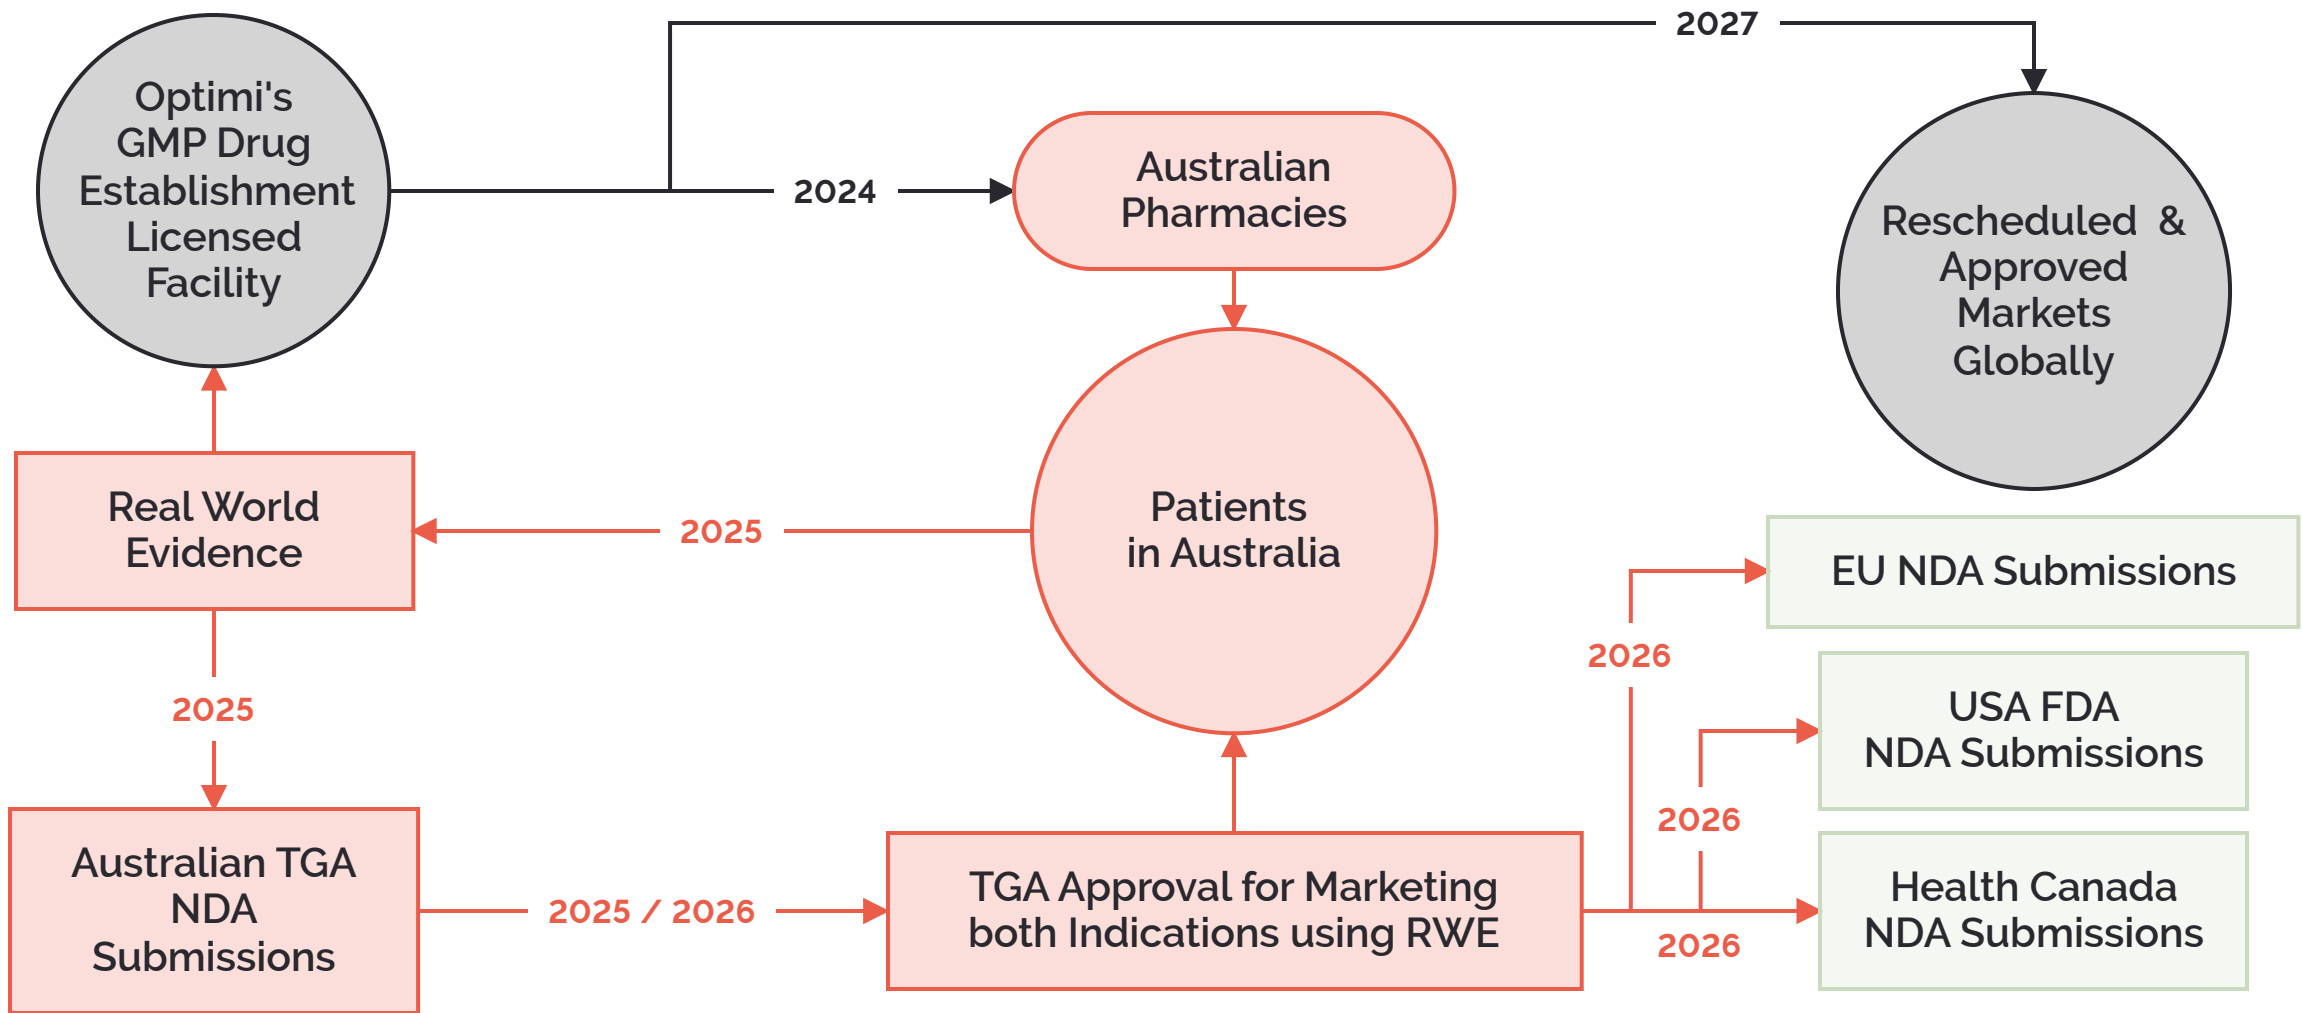 Optimi's
GMP Drug
Establishment
Licensed
Facility
2027
2024
Australian
Pharmacies
Rescheduled &
Approved
Markets
Globally
Real World
Evidence
2025
Patients
in Australia
EU NDA Submissions
2026
2025
USA FDA
NDA Submissions
2026
Australian TGA
NDA
Submissions
2025 / 2026
TGA Approval for Marketing
both Indications using RWE
2026
Health Canada
NDA Submissions